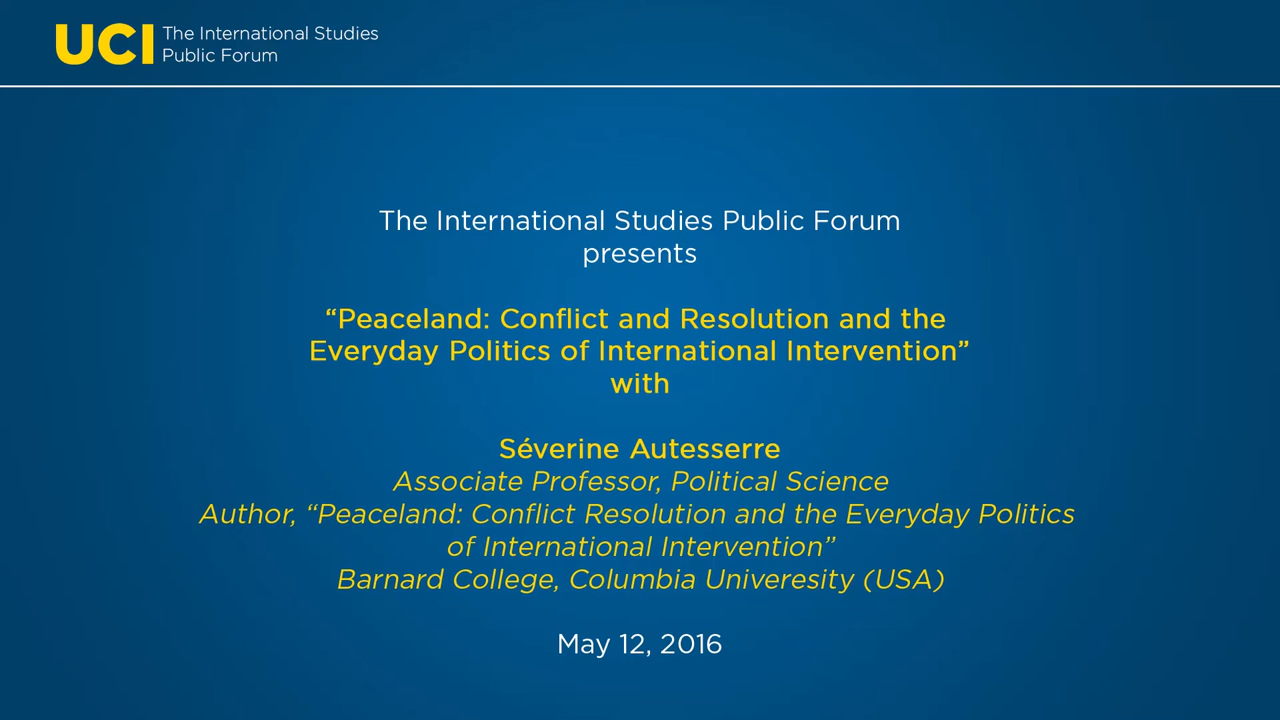 UCI The International Studies
Public Forum
The International Studies Public Forum
presents
“Peaceland: Conflict and Resolution and the
Everyday Politics of International Intervention”
with
Séverine Autesserre
Associate Professor, Political Science
Author, “Peaceland: Conflict Resolution and the Everyday Politics
of International Intervention”
Barnard College, Columbia Univeresity (USA)
May 12, 2016